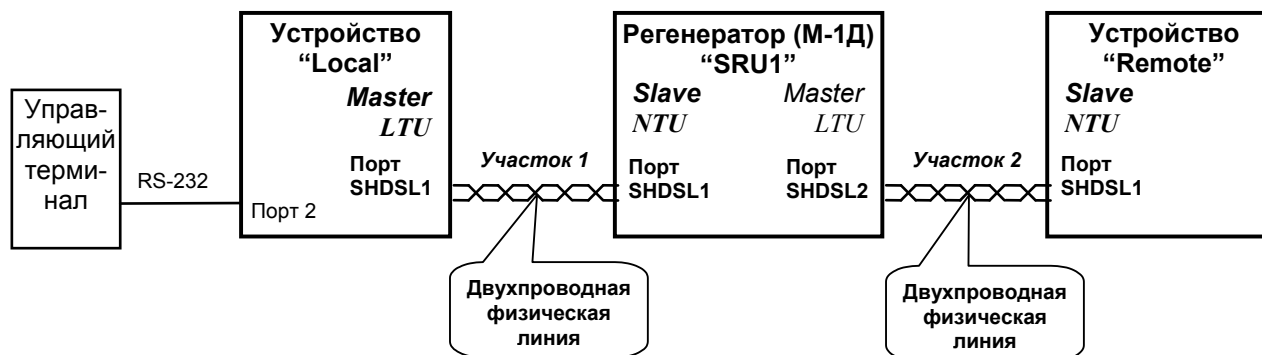 Управ-
ляющий
терми-
нал
RS-232
Устройство
“Local”
Master
LTU
Порт
SHDSL1
Порт 2
Участок 1
Двухпроводная
физическая
линия
Регенератор (М-1Д)
“SRU1”
Slave
NTU
Порт
SHDSL1
Master
LTU
Порт
SHDSL2
Участок 2
Двухпроводная
физическая
линия
Устройство
“Remote”
Slave
NTU
Порт
SHDSL1